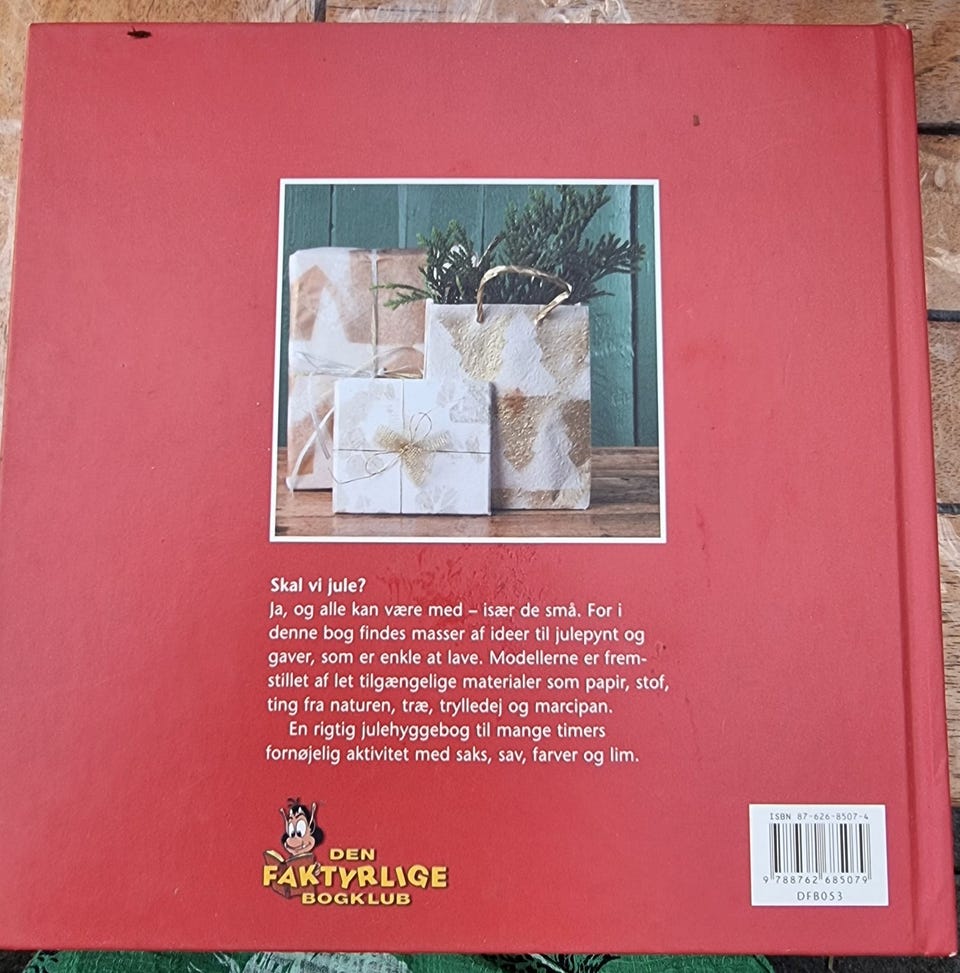 Skal vi jule?
Ja, og alle kan være med – især de små. For i
denne bog findes masser af ideer til julepynt og
gaver, som er enkle at lave. Modellerne er frem-
stillet af let tilgængelige materialer som papir, stof,
ting fra naturen, træ, trylledej og marcipan.
En rigtig julehyggebog til mange timers
fornøjelig aktivitet med saks, sav, farver og lim.
DEN
FAKTYRLIGE
BOGKLUB
ISBN 87-626-8507-4
9 788762 685079
DFB053